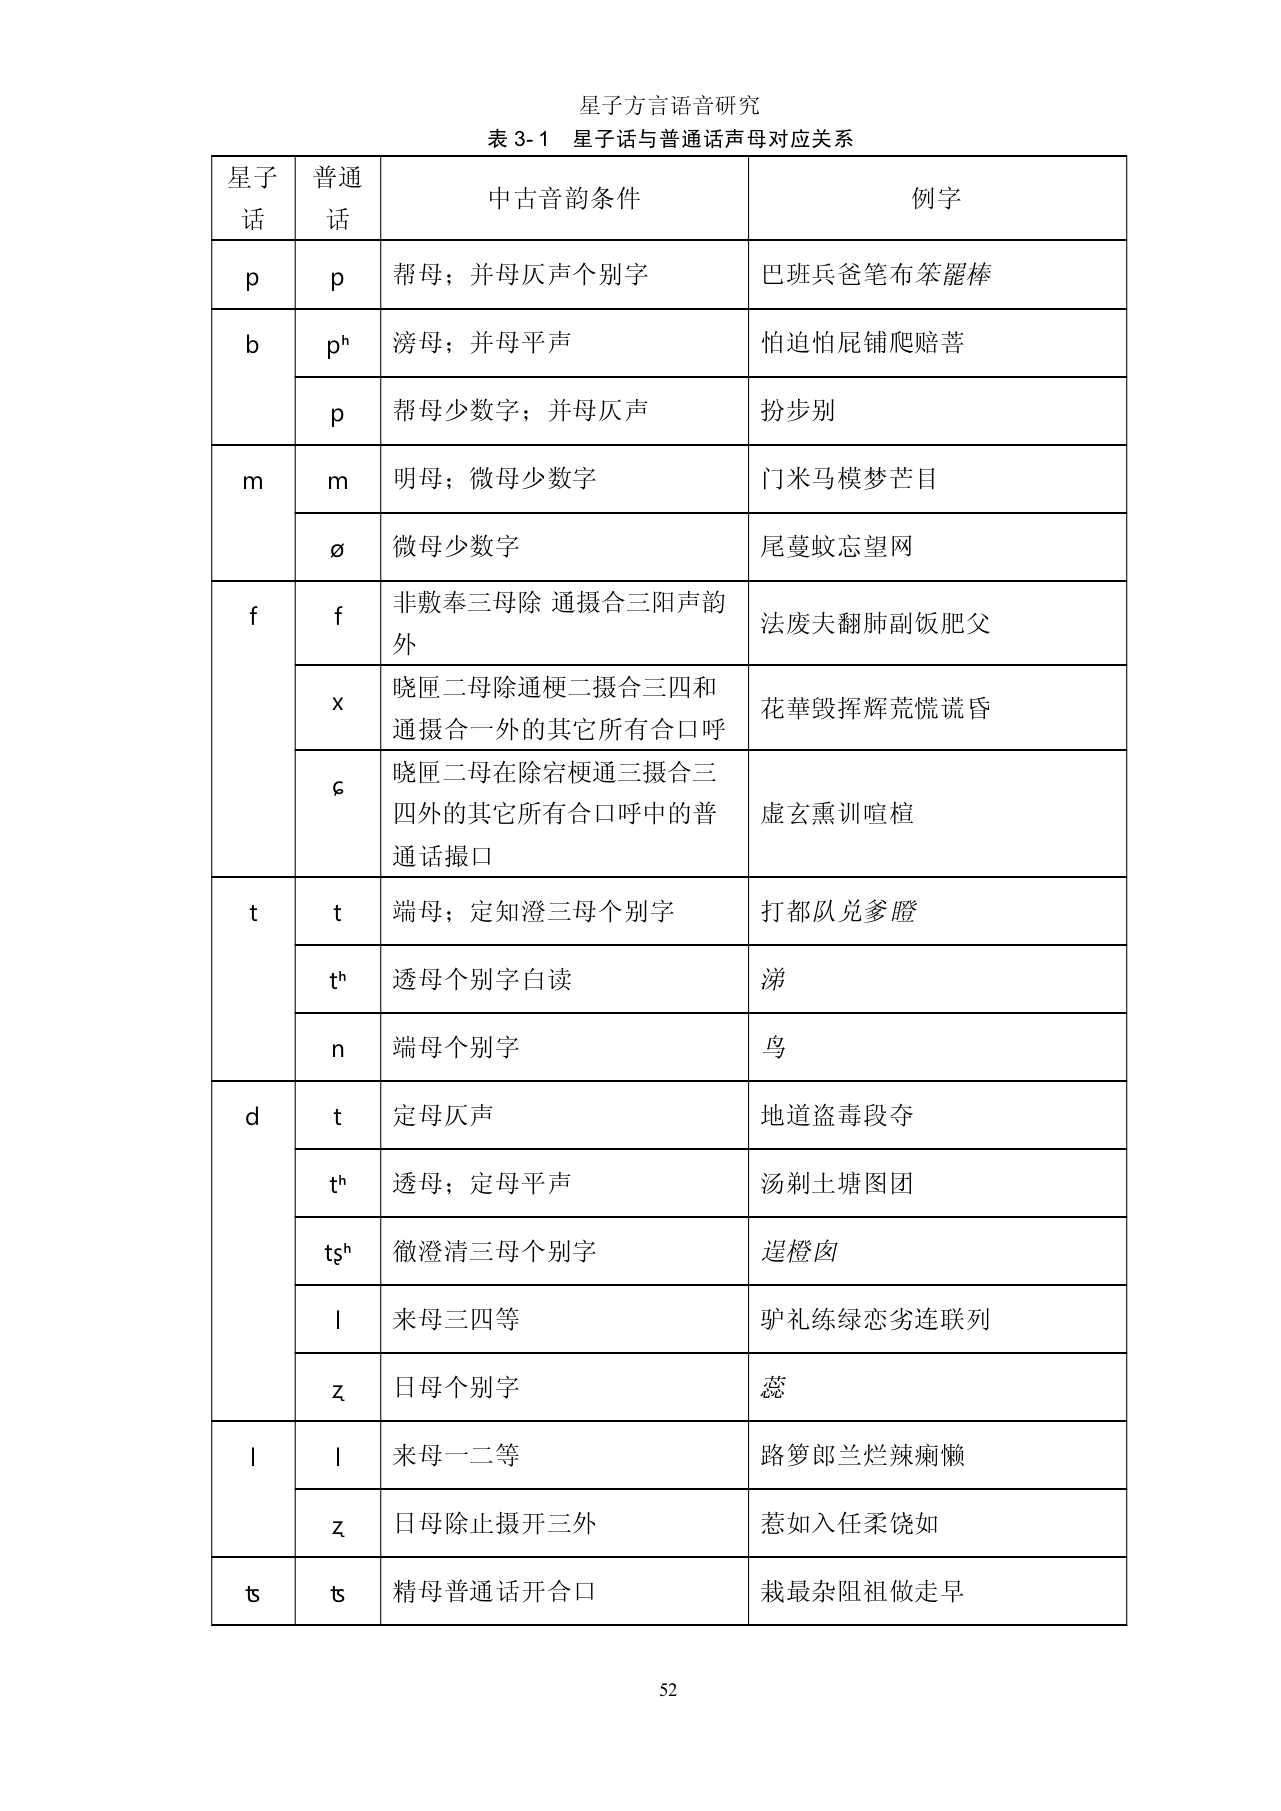 星子方言语音研究
表 3-1 星子话与普通话声母对应关系
星子话 普通话 中古音韵条件 例字
p p 帮母；并母仄声个别字 巴班兵爸笔布笨罷棒
b pʰ 滂母；并母平声 怕迫怕屁铺爬赔菩
p 帮母少数字；并母仄声 扮步别
m m 明母；微母少数字 门米马模梦芒目
ø 微母少数字 尾蔓蚊忘望网
f f 非敷奉三母除 通摄合三阳声韵
外 法废夫翻肺副饭肥父
x 晓匣二母除通梗二摄合三四和
通摄合一外的其它所有合口呼 花華毁挥辉荒慌谎昏
ɕ 晓匣二母在除宕梗通三摄合三
四外的其它所有合口呼中的普
通话撮口 虚玄熏训喧楦
t t 端母；定知澄三母个别字 打都队兑爹瞪
tʰ 透母个别字白读 涕
n 端母个别字 鸟
d t 定母仄声 地道盗毒段夺
tʰ 透母；定母平声 汤剃土塘图团
tʂʰ 徹澄清三母个别字 逞橙囱
l 来母三四等 驴礼练绿恋劣连联列
ʐ 日母个别字 蕊
l l 来母一二等 路箩郎兰烂辣瘌懒
ʐ 日母除止摄开三外 惹如入任柔饶如
ʦ ʦ 精母普通话开合口 栽最杂阻祖做走早
52